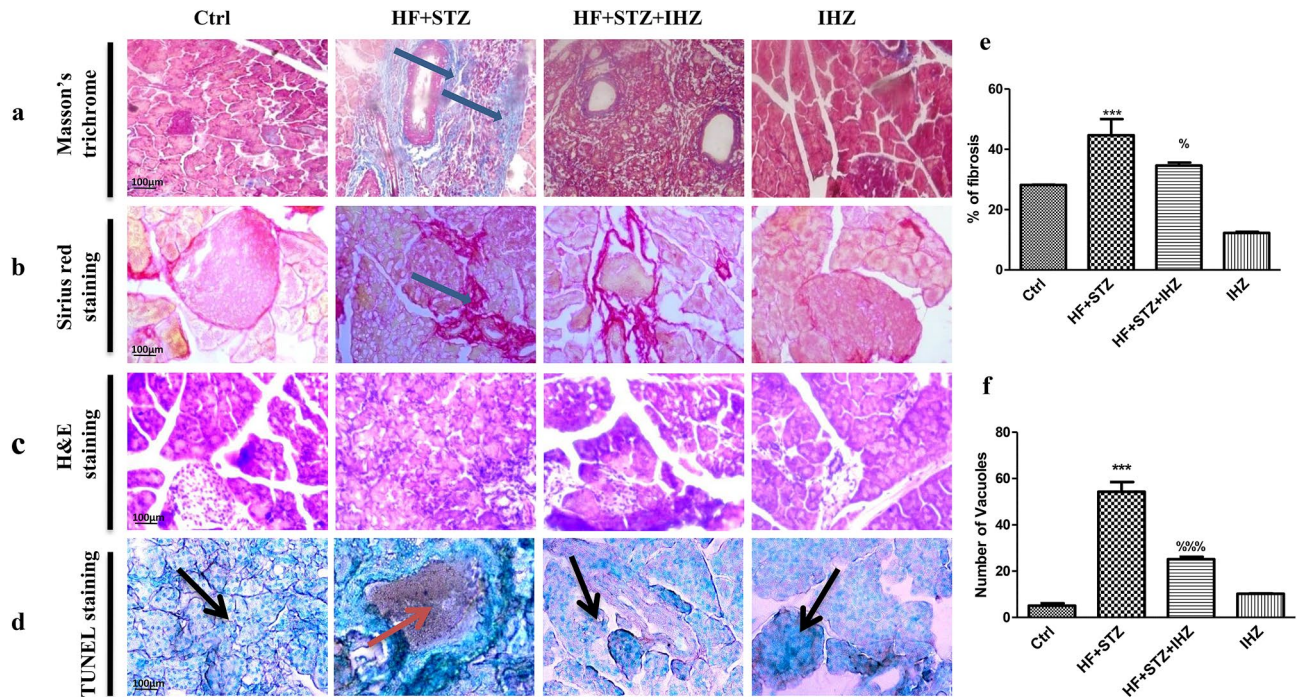 Ctrl HF+STZ HF+STZ+IHZ IHZ
a
Masson's
trichrome
100µm
b
Sirius red
staining
100µm
c
H&E
staining
100µm
d
TUNEL staining
100µm
e
% of fibrosis
60
40
20
0
***
%
Ctrl
HF+STZ
HF+STZ+IHZ
IHZ
f
Number of Vacuoles
80
60
40
20
0
***
%%%
Ctrl
HF+STZ
HF+STZ+IHZ
IHZ